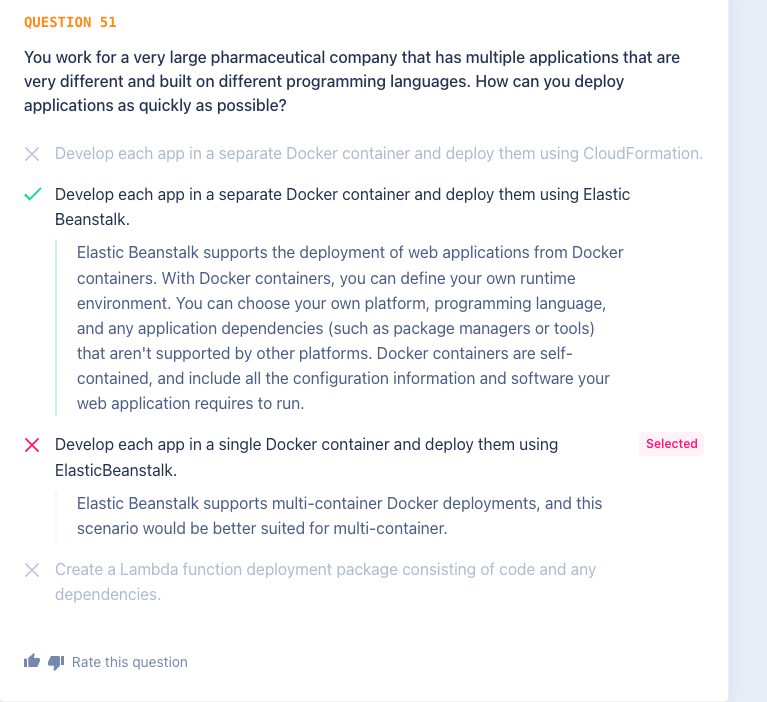 QUESTION 51
You work for a very large pharmaceutical company that has multiple applications that are
very different and built on different programming languages. How can you deploy
applications as quickly as possible?
Develop each app in a separate Docker container and deploy them using CloudFormation.
Develop each app in a separate Docker container and deploy them using Elastic
Beanstalk.
Elastic Beanstalk supports the deployment of web applications from Docker
containers. With Docker containers, you can define your own runtime
environment. You can choose your own platform, programming language,
and any application dependencies (such as package managers or tools)
that aren't supported by other platforms. Docker containers are self-
contained, and include all the configuration information and software your
web application requires to run.
Develop each app in a single Docker container and deploy them using
ElasticBeanstalk.
Selected
Elastic Beanstalk supports multi-container Docker deployments, and this
scenario would be better suited for multi-container.
Create a Lambda function deployment package consisting of code and any
dependencies.
Rate this question